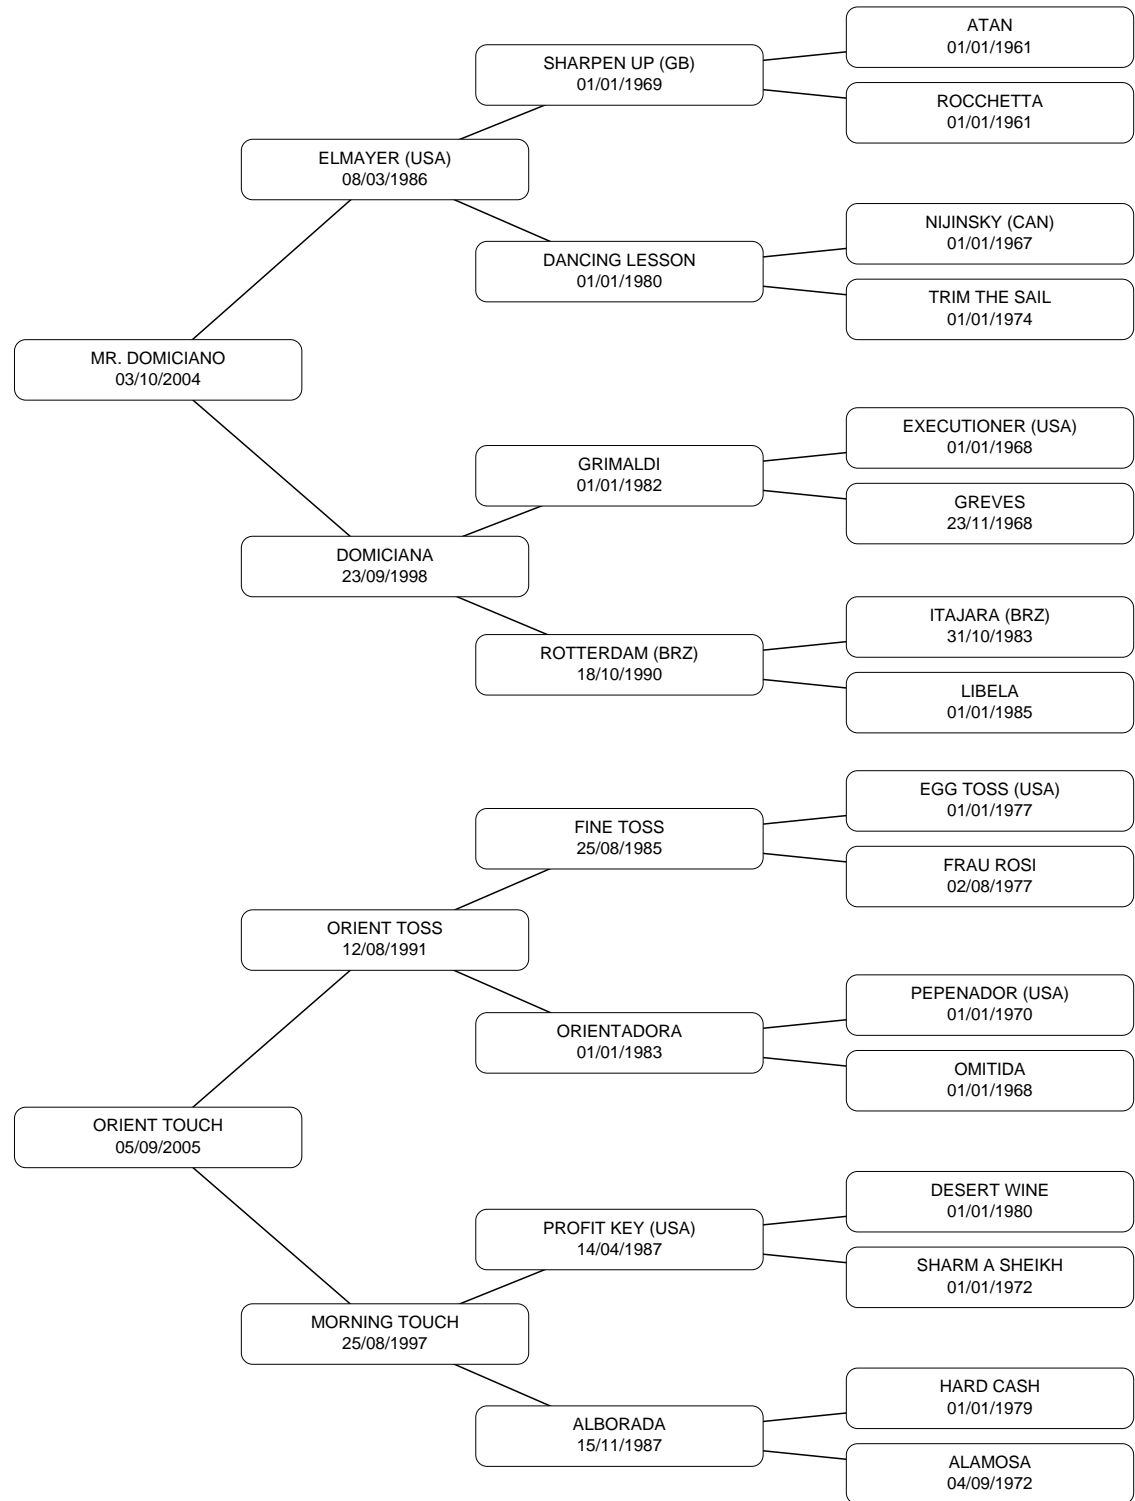 ATAN
01/01/1961
SHARPEN UP (GB)
01/01/1969
ROCCHETTA
01/01/1961
ELMAYER (USA)
08/03/1986
NIJINSKY (CAN)
01/01/1967
DANCING LESSON
01/01/1980
TRIM THE SAIL
01/01/1974
MR. DOMICIANO
03/10/2004
EXECUTIONER (USA)
01/01/1968
GRIMALDI
01/01/1982
GREVES
23/11/1968
DOMICIANA
23/09/1998
ITAJARA (BRZ)
31/10/1983
ROTTERDAM (BRZ)
18/10/1990
LIBELA
01/01/1985
EGG TOSS (USA)
01/01/1977
FINE TOSS
25/08/1985
FRAU ROSI
02/08/1977
ORIENT TOSS
12/08/1991
PEPENADOR (USA)
01/01/1970
ORIENTADORA
01/01/1983
OMITIDA
01/01/1968
ORIENT TOUCH
05/09/2005
DESERT WINE
01/01/1980
PROFIT KEY (USA)
14/04/1987
SHARM A SHEIKH
01/01/1972
MORNING TOUCH
25/08/1997
HARD CASH
01/01/1979
ALBORADA
15/11/1987
ALAMOSA
04/09/1972